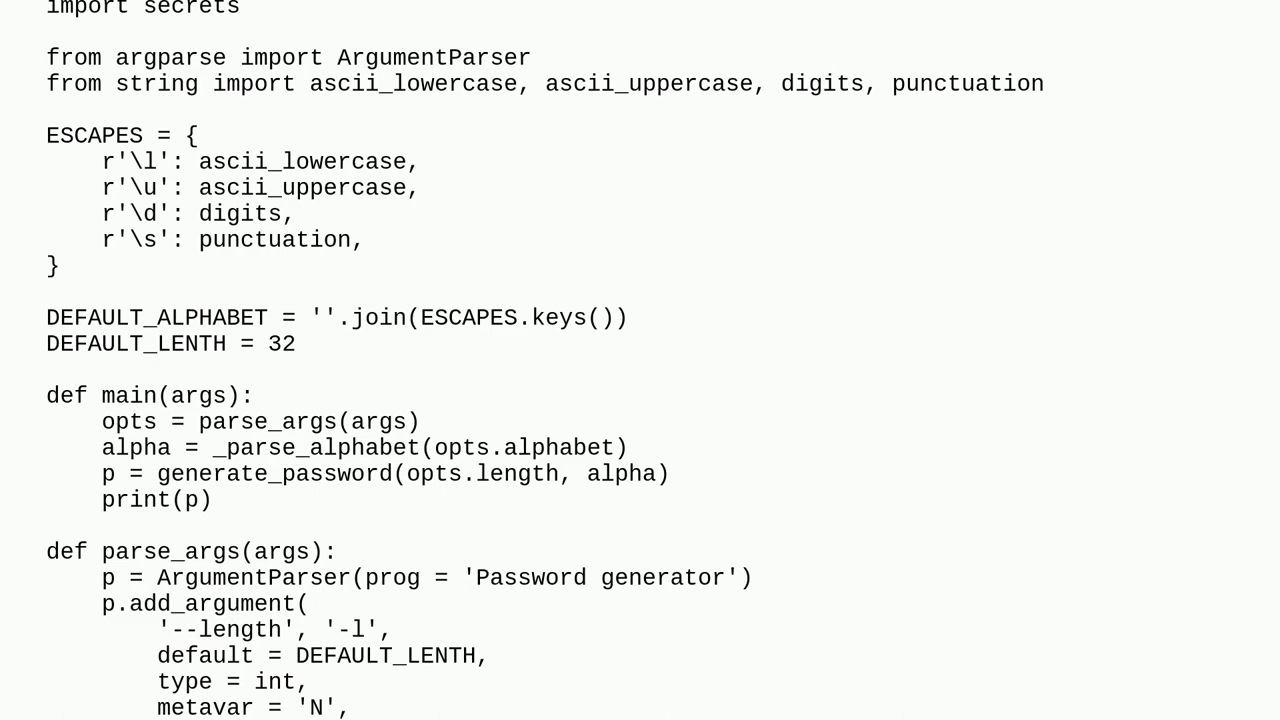 import secrets
from argparse import ArgumentParser
from string import ascii_lowercase, ascii_uppercase, digits, punctuation
ESCAPES = {
    r'\l': ascii_lowercase,
    r'\u': ascii_uppercase,
    r'\d': digits,
    r'\s': punctuation,
}
DEFAULT_ALPHABET = ''.join(ESCAPES.keys())
DEFAULT_LENTH = 32
def main(args):
    opts = parse_args(args)
    alpha = _parse_alphabet(opts.alphabet)
    p = generate_password(opts.length, alpha)
    print(p)
def parse_args(args):
    p = ArgumentParser(prog = 'Password generator')
    p.add_argument(
        '--length', '-l',
        default = DEFAULT_LENTH,
        type = int,
        metavar = 'N',